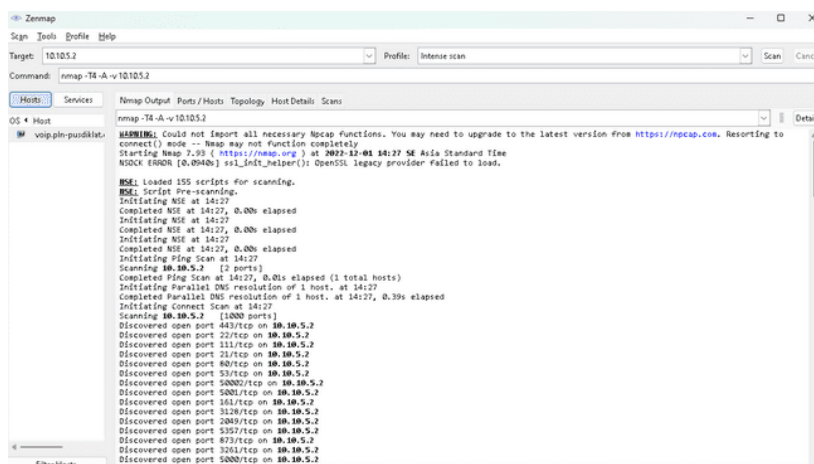 Zenmap
Scan Tools Profile Help
Target: 10.10.5.2 Profile: Intense scan Scan Canc
Command: nmap -T4 -A -v 10.10.5.2
Hosts Services Nmap Output Ports / Hosts Topology Host Details Scans
OS Host nmap -T4 -A -v 10.10.5.2 Detai
voip.pln-pusdiklat.
WARNING: Could not import all necessary Npcap functions. You may need to upgrade to the latest version from https://npcap.com. Resorting to
connect() mode -- Nmap may not function completely
Starting Nmap 7.93 ( https://nmap.org ) at 2022-12-01 14:27 SE Asia Standard Time
NSOCK ERROR [0.0940s] ssl_init_helper(): OpenSSL legacy provider failed to load.
NSE: Loaded 155 scripts for scanning.
NSE: Script Pre-scanning.
Initiating NSE at 14:27
Completed NSE at 14:27, 0.00s elapsed
Initiating NSE at 14:27
Completed NSE at 14:27, 0.00s elapsed
Initiating NSE at 14:27
Completed NSE at 14:27, 0.00s elapsed
Initiating Ping Scan at 14:27
Scanning 10.10.5.2 [2 ports]
Completed Ping Scan at 14:27, 0.01s elapsed (1 total hosts)
Initiating Parallel DNS resolution of 1 host. at 14:27
Completed Parallel DNS resolution of 1 host. at 14:27, 0.39s elapsed
Initiating Connect Scan at 14:27
Scanning 10.10.5.2 [1000 ports]
Discovered open port 443/tcp on 10.10.5.2
Discovered open port 22/tcp on 10.10.5.2
Discovered open port 111/tcp on 10.10.5.2
Discovered open port 21/tcp on 10.10.5.2
Discovered open port 80/tcp on 10.10.5.2
Discovered open port 53/tcp on 10.10.5.2
Discovered open port 50002/tcp on 10.10.5.2
Discovered open port 5001/tcp on 10.10.5.2
Discovered open port 161/tcp on 10.10.5.2
Discovered open port 3128/tcp on 10.10.5.2
Discovered open port 2049/tcp on 10.10.5.2
Discovered open port 5357/tcp on 10.10.5.2
Discovered open port 873/tcp on 10.10.5.2
Discovered open port 3261/tcp on 10.10.5.2
Discovered open port 5000/tcp on 10.10.5.2